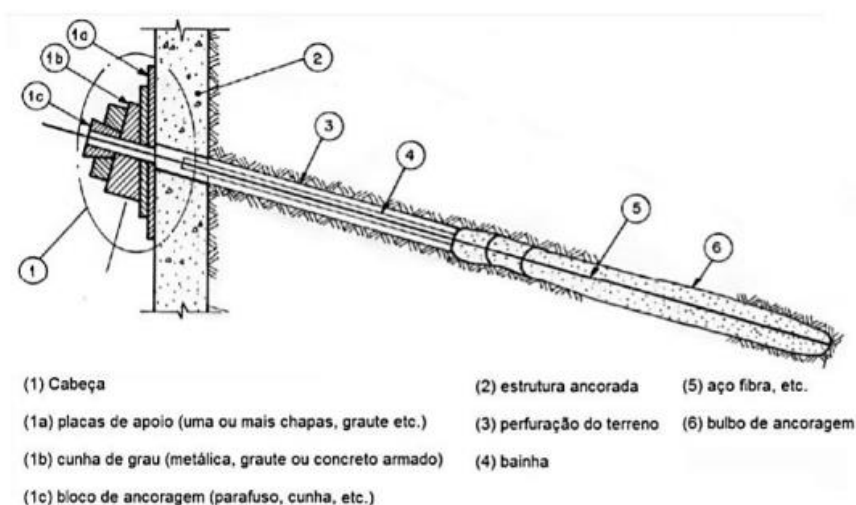 1a
1b
1c
2
3
4
5
6
1
(1) Cabeça
(1a) placas de apoio (uma ou mais chapas, graute etc.)
(1b) cunha de grau (metálica, graute ou concreto armado)
(1c) bloco de ancoragem (parafuso, cunha, etc.)
(2) estrutura ancorada
(3) perfuração do terreno
(4) bainha
(5) aço fibra, etc.
(6) bulbo de ancoragem